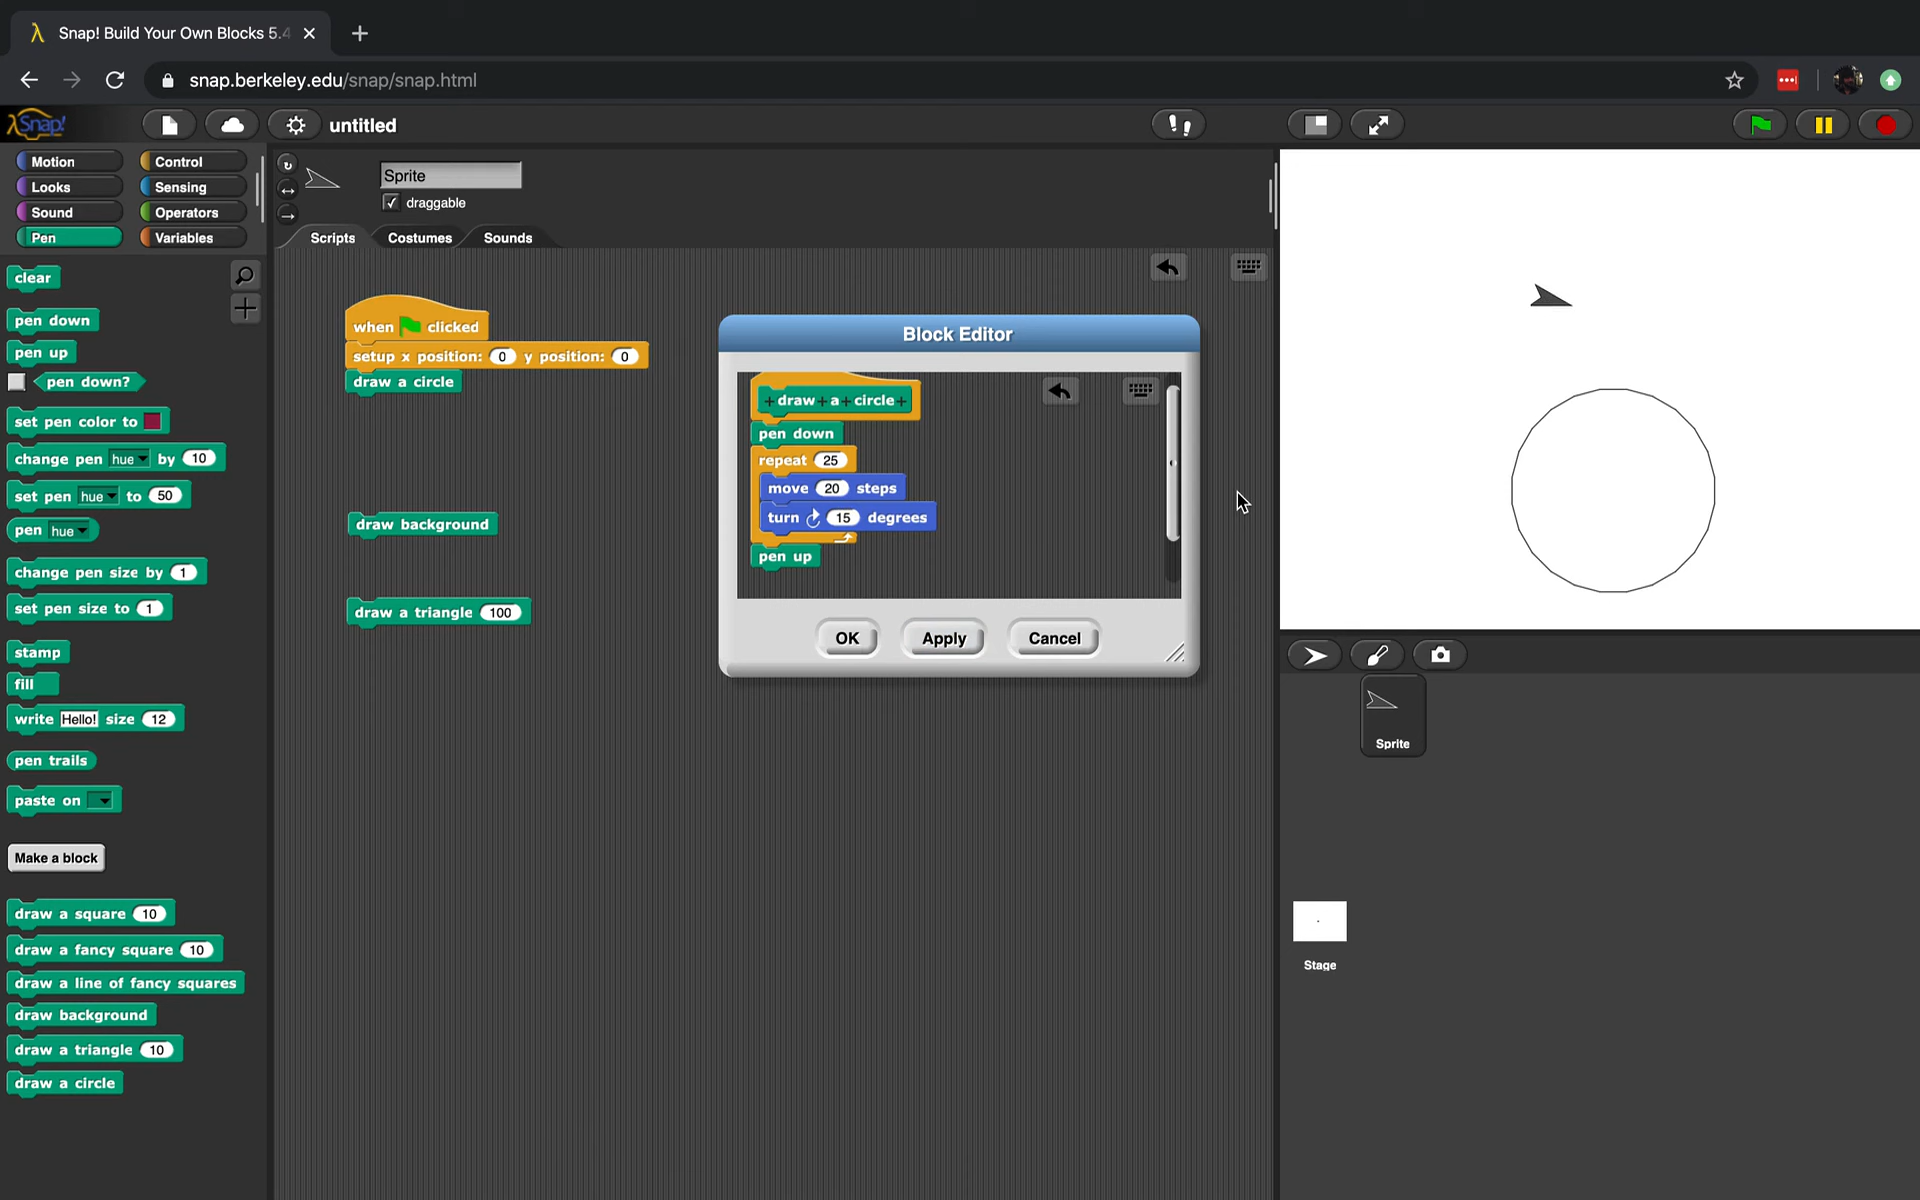 Snap! Build Your Own Blocks 5.4
snap.berkeley.edu/snap/snap.html
Snap!
untitled
Motion
Control
Looks
Sensing
Sound
Operators
Pen
Variables
Sprite
draggable
Scripts
Costumes
Sounds
clear
pen down
pen up
pen down?
set pen color to
change pen hue by 10
set pen hue to 50
pen hue
change pen size by 1
set pen size to 1
stamp
fill
write Hello! size 12
pen trails
paste on
Make a block
draw a square 10
draw a fancy square 10
draw a line of fancy squares
draw background
draw a triangle 10
draw a circle
when clicked
setup x position: 0 y position: 0
draw a circle
draw background
draw a triangle 100
Block Editor
+ draw + a + circle +
pen down
repeat 25
move 20 steps
turn 15 degrees
pen up
OK
Apply
Cancel
Sprite
Stage